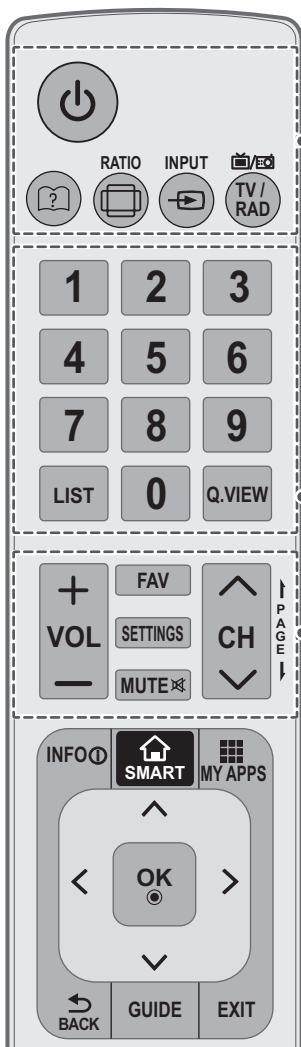 RATIO INPUT
?
TV /
RAD
1 2 3
4 5 6
7 8 9
LIST 0 Q.VIEW
+ FAV
VOL SETTINGS CH
PAGE
MUTE
INFO SMART MY APPS
OK
BACK GUIDE EXIT